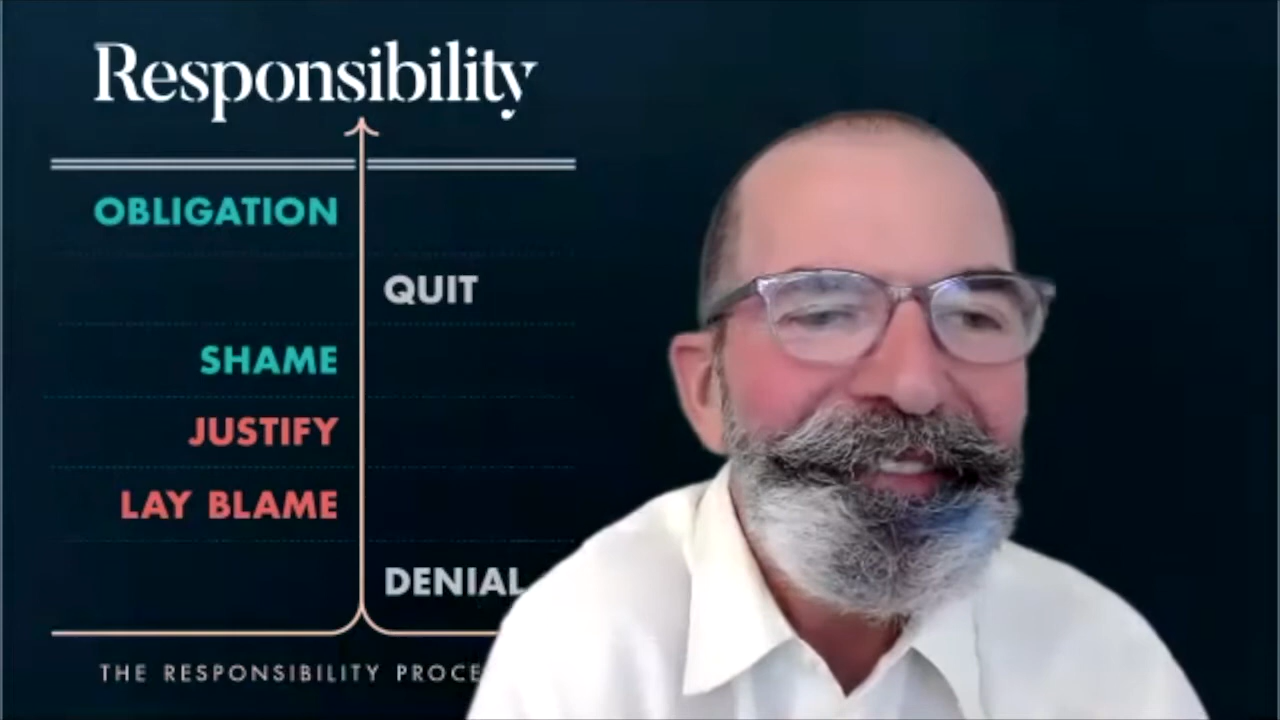 Responsibility
OBLIGATION
QUIT
SHAME
JUSTIFY
LAY BLAME
DENIAL
THE RESPONSIBILITY PROCE